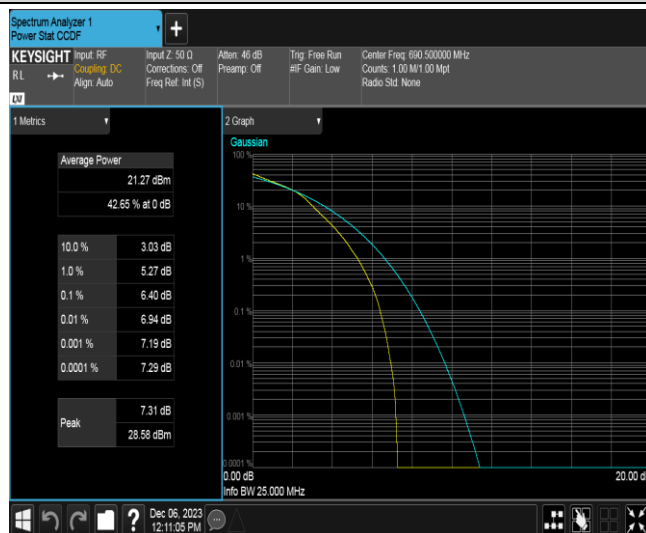 Spectrum Analyzer 1
Power Stat CCDF
KEYSIGHT
RL
LXI
Input: RF
Coupling: DC
Align: Auto
Input Z: 50 Ω
Corrections: Off
Freq Ref: Int (S)
Atten: 46 dB
Preamp: Off
Trig: Free Run
#IF Gain: Low
Center Freq: 690.500000 MHz
Counts: 1.00 M/1.00 Mpt
Radio Std: None
1 Metrics
Average Power
21.27 dBm
42.65 % at 0 dB
10.0 % 3.03 dB
1.0 % 5.27 dB
0.1 % 6.40 dB
0.01 % 6.94 dB
0.001 % 7.19 dB
0.0001 % 7.29 dB
Peak
7.31 dB
28.58 dBm
2 Graph
Gaussian
100 %
10 %
1 %
0.1 %
0.01 %
0.001 %
0.0001 %
0.00 dB
20.00 d
Info BW 25.000 MHz
?
Dec 06, 2023
12:11:05 PM